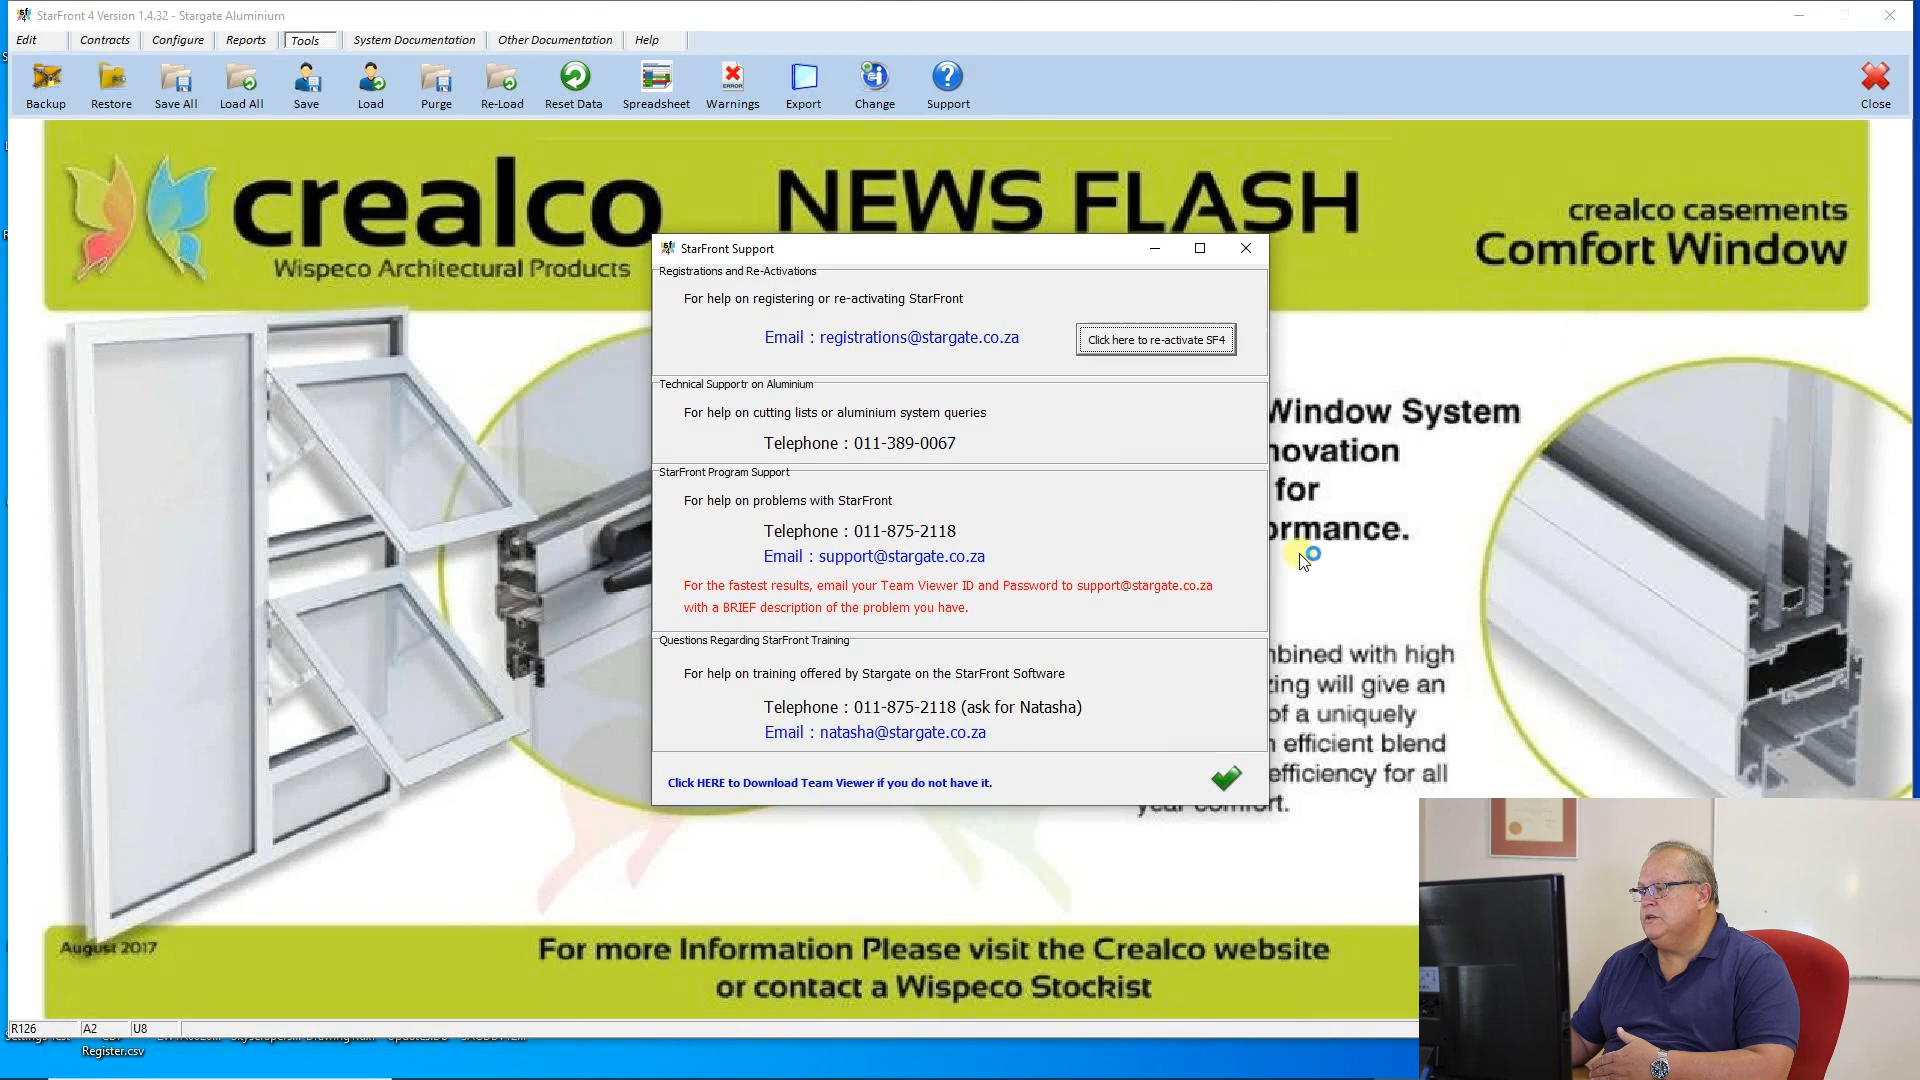 StarFront 4 Version 1.4.32 - Stargate Aluminium
Edit Contracts Configure Reports Tools System Documentation Other Documentation Help
Backup Restore Save All Load All Save Load Purge Re-Load Reset Data Spreadsheet Warnings Export Change Support Close
ERROR
crealco
Wispeco Architectural Products
NEWS FLASH
crealco casements
Comfort Window
StarFront Support
Registrations and Re-Activations
For help on registering or re-activating StarFront
Email : registrations@stargate.co.za
Click here to re-activate SF4
Technical Supportr on Aluminium
For help on cutting lists or aluminium system queries
Telephone : 011-389-0067
StarFront Program Support
For help on problems with StarFront
Telephone : 011-875-2118
Email : support@stargate.co.za
For the fastest results, email your Team Viewer ID and Password to support@stargate.co.za
with a BRIEF description of the problem you have.
Questions Regarding StarFront Training
For help on training offered by Stargate on the StarFront Software
Telephone : 011-875-2118 (ask for Natasha)
Email : natasha@stargate.co.za
Click HERE to Download Team Viewer if you do not have it.
Window System
for
with high
will give an
of a uniquely
efficient blend
efficiency for all
year comfort.
August 2017
For more Information Please visit the Crealco website
or contact a Wispeco Stockist
R126 A2 U8
Register.csv